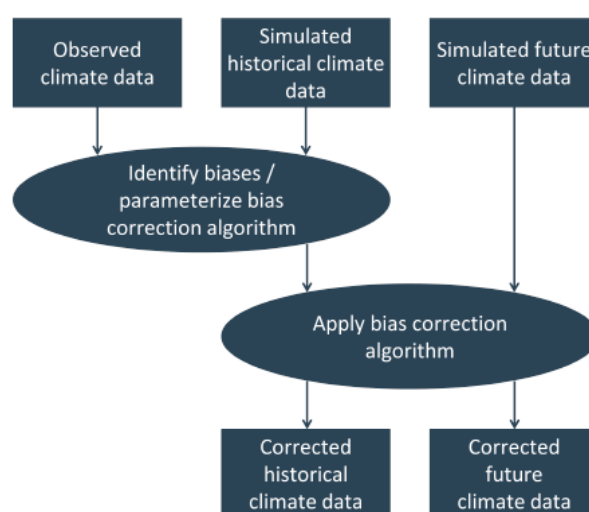 Observed
climate data
Simulated
historical climate
data
Simulated future
climate data
Identify biases /
parameterize bias
correction algorithm
Apply bias correction
algorithm
Corrected
historical
climate data
Corrected
future
climate data